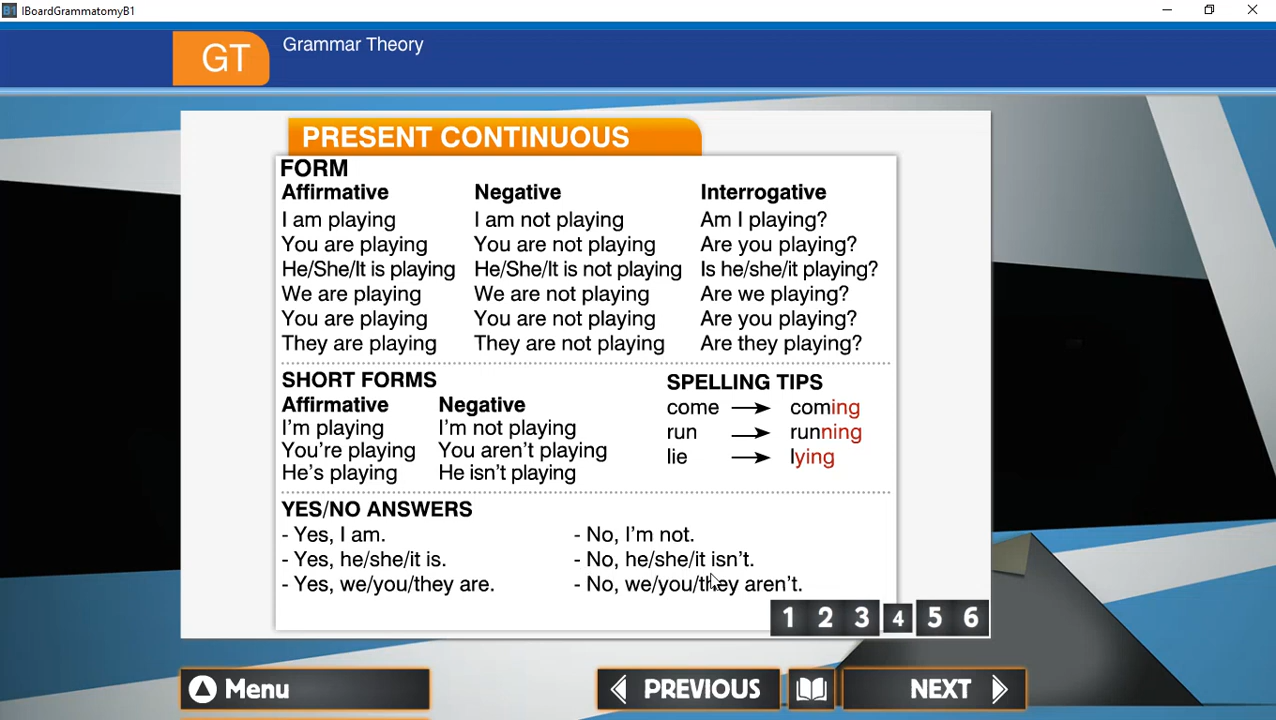 IBoardGrammatomyB1
GT
Grammar Theory
PRESENT CONTINUOUS
FORM
Affirmative Negative Interrogative
I am playing I am not playing Am I playing?
You are playing You are not playing Are you playing?
He/She/It is playing He/She/It is not playing Is he/she/it playing?
We are playing We are not playing Are we playing?
You are playing You are not playing Are you playing?
They are playing They are not playing Are they playing?
SHORT FORMS
Affirmative Negative
I'm playing I'm not playing
You're playing You aren't playing
He's playing He isn't playing
SPELLING TIPS
come → coming
run → running
lie → lying
YES/NO ANSWERS
- Yes, I am. - No, I'm not.
- Yes, he/she/it is. - No, he/she/it isn't.
- Yes, we/you/they are. - No, we/you/they aren't.
1 2 3 4 5 6
Menu PREVIOUS NEXT